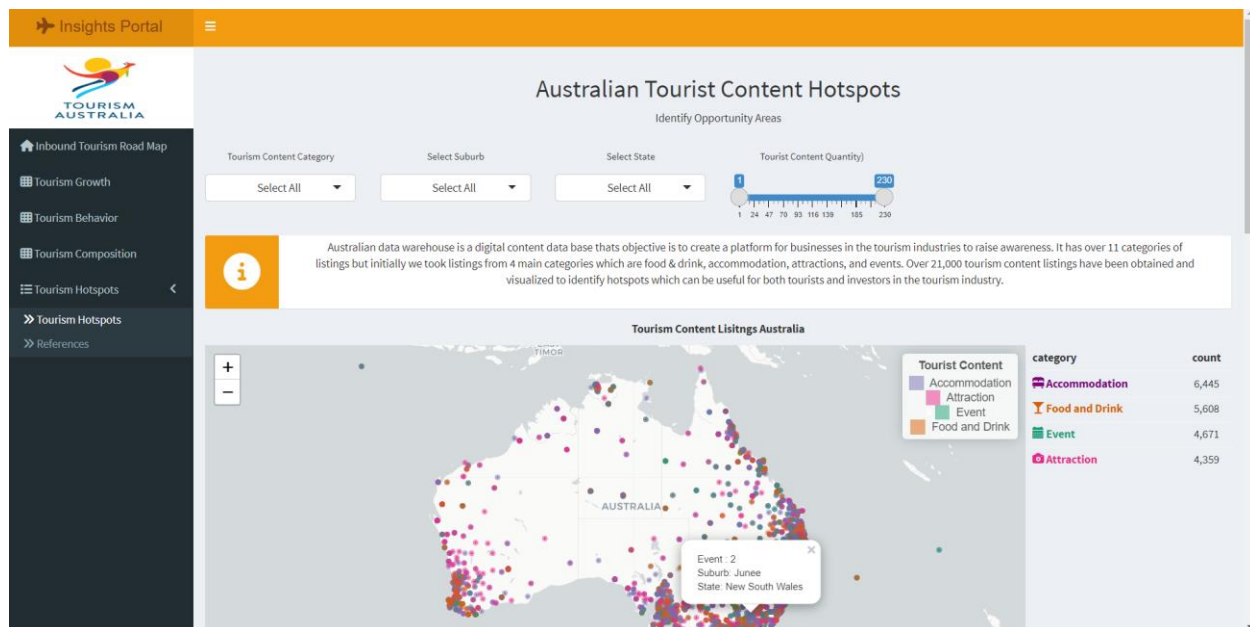 Insights Portal
TOURISM
AUSTRALIA
Inbound Tourism Road Map
Tourism Growth
Tourism Behavior
Tourism Composition
Tourism Hotspots
Tourism Hotspots
References
Australian Tourist Content Hotspots
Identify Opportunity Areas
Tourism Content Category
Select Suburb
Select State
Tourist Content Quantity)
Select All
Select All
Select All
1 230
1 24 47 70 93 116 139 185 230
Australian data warehouse is a digital content data base thats objective is to create a platform for businesses in the tourism industries to raise awareness. It has over 11 categories of
listings but initially we took listings from 4 main categories which are food & drink, accommodation, attractions, and events. Over 21,000 tourism content listings have been obtained and
visualized to identify hotspots which can be useful for both tourists and investors in the tourism industry.
Tourism Content Lisitngs Australia
+
−
TIMOR
AUSTRALIA
Event : 2
Suburb: Junee
State: New South Wales
×
Tourist Content
Accommodation
Attraction
Event
Food and Drink
category count
Accommodation 6,445
Food and Drink 5,608
Event 4,671
Attraction 4,359